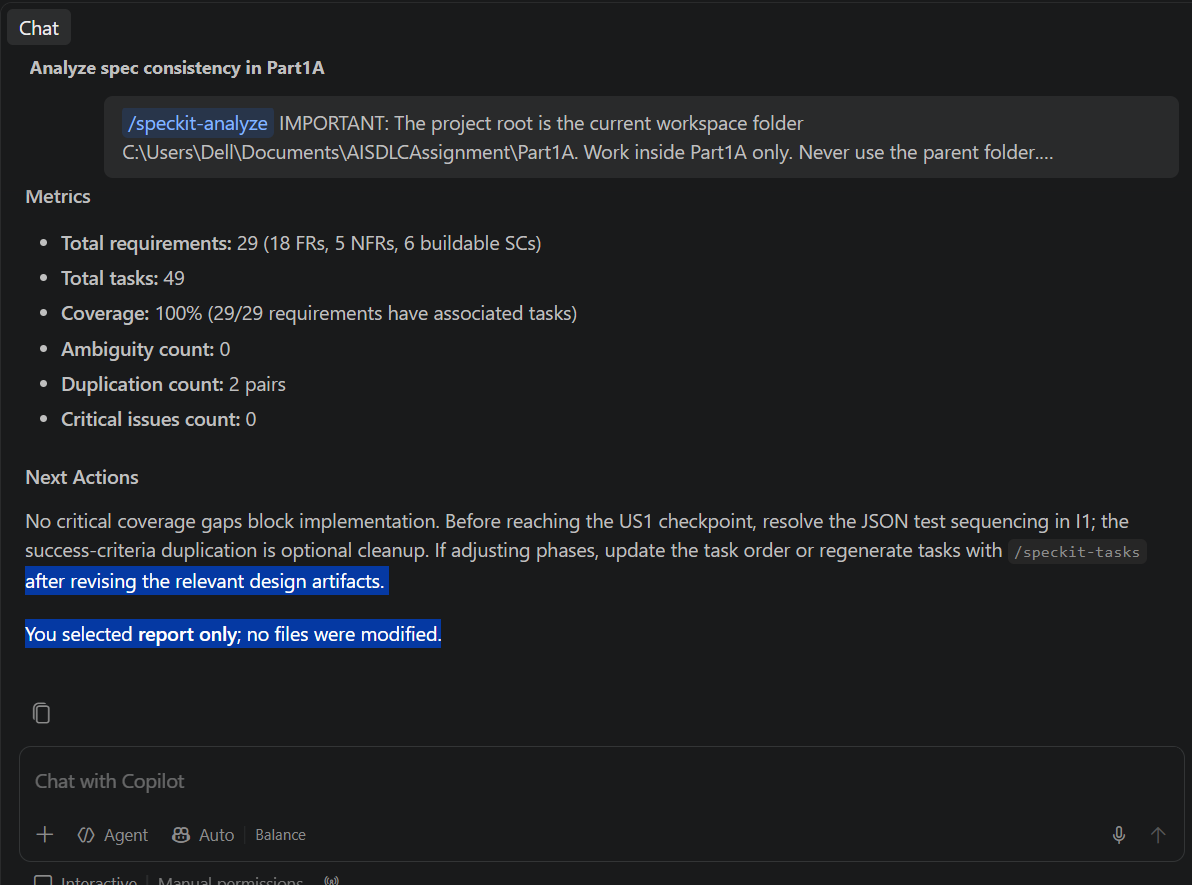 Chat
Analyze spec consistency in Part1A
/speckit-analyze IMPORTANT: The project root is the current workspace folder
C:\Users\Dell\Documents\AISDLCAssignment\Part1A. Work inside Part1A only. Never use the parent folder....
Metrics
• Total requirements: 29 (18 FRs, 5 NFRs, 6 buildable SCs)
• Total tasks: 49
• Coverage: 100% (29/29 requirements have associated tasks)
• Ambiguity count: 0
• Duplication count: 2 pairs
• Critical issues count: 0
Next Actions
No critical coverage gaps block implementation. Before reaching the US1 checkpoint, resolve the JSON test sequencing in I1; the
success-criteria duplication is optional cleanup. If adjusting phases, update the task order or regenerate tasks with /speckit-tasks
after revising the relevant design artifacts.
You selected report only; no files were modified.
Chat with Copilot
Agent Auto Balance
Interactive Manual permissions